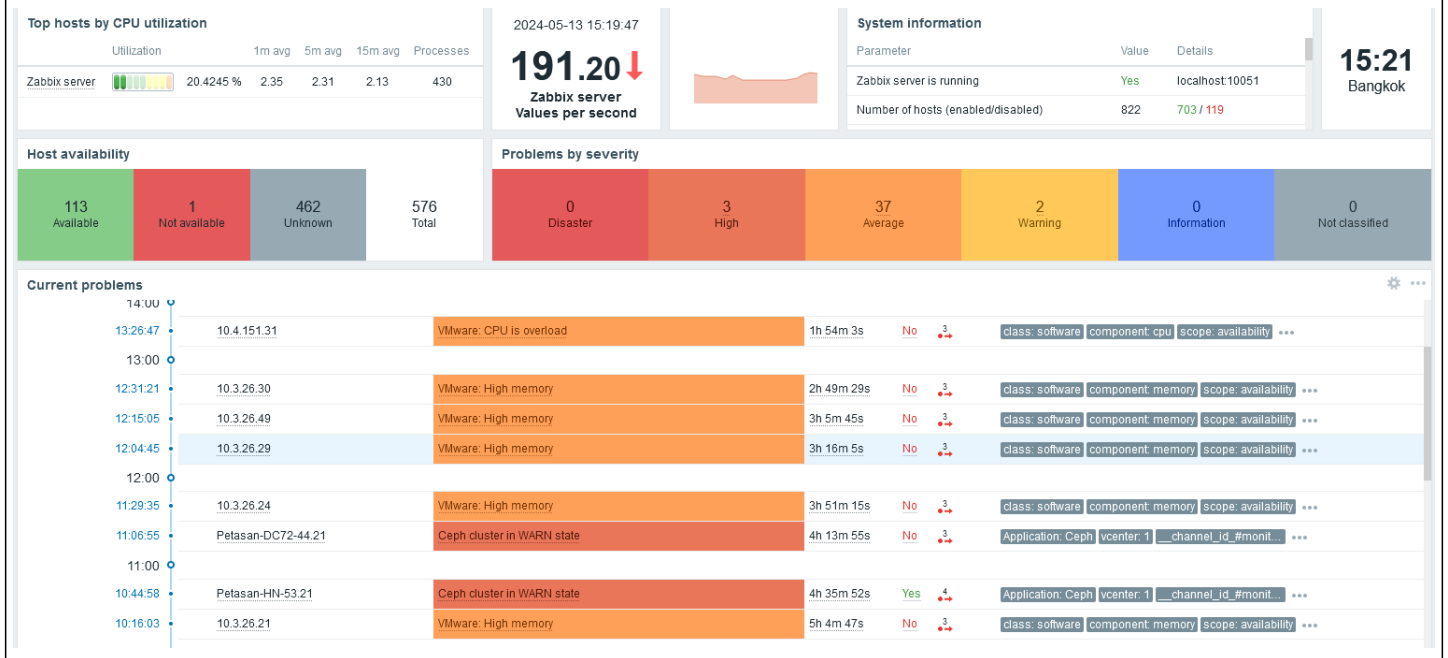 Top hosts by CPU utilization
Utilization 1m avg 5m avg 15m avg Processes
Zabbix server 20.4245 % 2.35 2.31 2.13 430
2024-05-13 15:19:47
191.20
Zabbix server
Values per second
System information
Parameter Value Details
Zabbix server is running Yes localhost:10051
Number of hosts (enabled/disabled) 822 703 / 119
15:21
Bangkok
Host availability
113 1 462 576
Available Not available Unknown Total
Problems by severity
0 3 37 2 0 0
Disaster High Average Warning Information Not classified
Current problems
14:00
13:26:47 10.4.151.31 VMware: CPU is overload 1h 54m 3s No 3 class: software component: cpu scope: availability
13:00
12:31:21 10.3.26.30 VMware: High memory 2h 49m 29s No 3 class: software component: memory scope: availability
12:15:05 10.3.26.49 VMware: High memory 3h 5m 45s No 3 class: software component: memory scope: availability
12:04:45 10.3.26.29 VMware: High memory 3h 16m 5s No 3 class: software component: memory scope: availability
12:00
11:29:35 10.3.26.24 VMware: High memory 3h 51m 15s No 3 class: software component: memory scope: availability
11:06:55 Petasan-DC72-44.21 Ceph cluster in WARN state 4h 13m 55s No 3 Application: Ceph vcenter: 1 __channel_id_#monit...
11:00
10:44:58 Petasan-HN-53.21 Ceph cluster in WARN state 4h 35m 52s Yes 4 Application: Ceph vcenter: 1 __channel_id_#monit...
10:16:03 10.3.26.21 VMware: High memory 5h 4m 47s No 3 class: software component: memory scope: availability